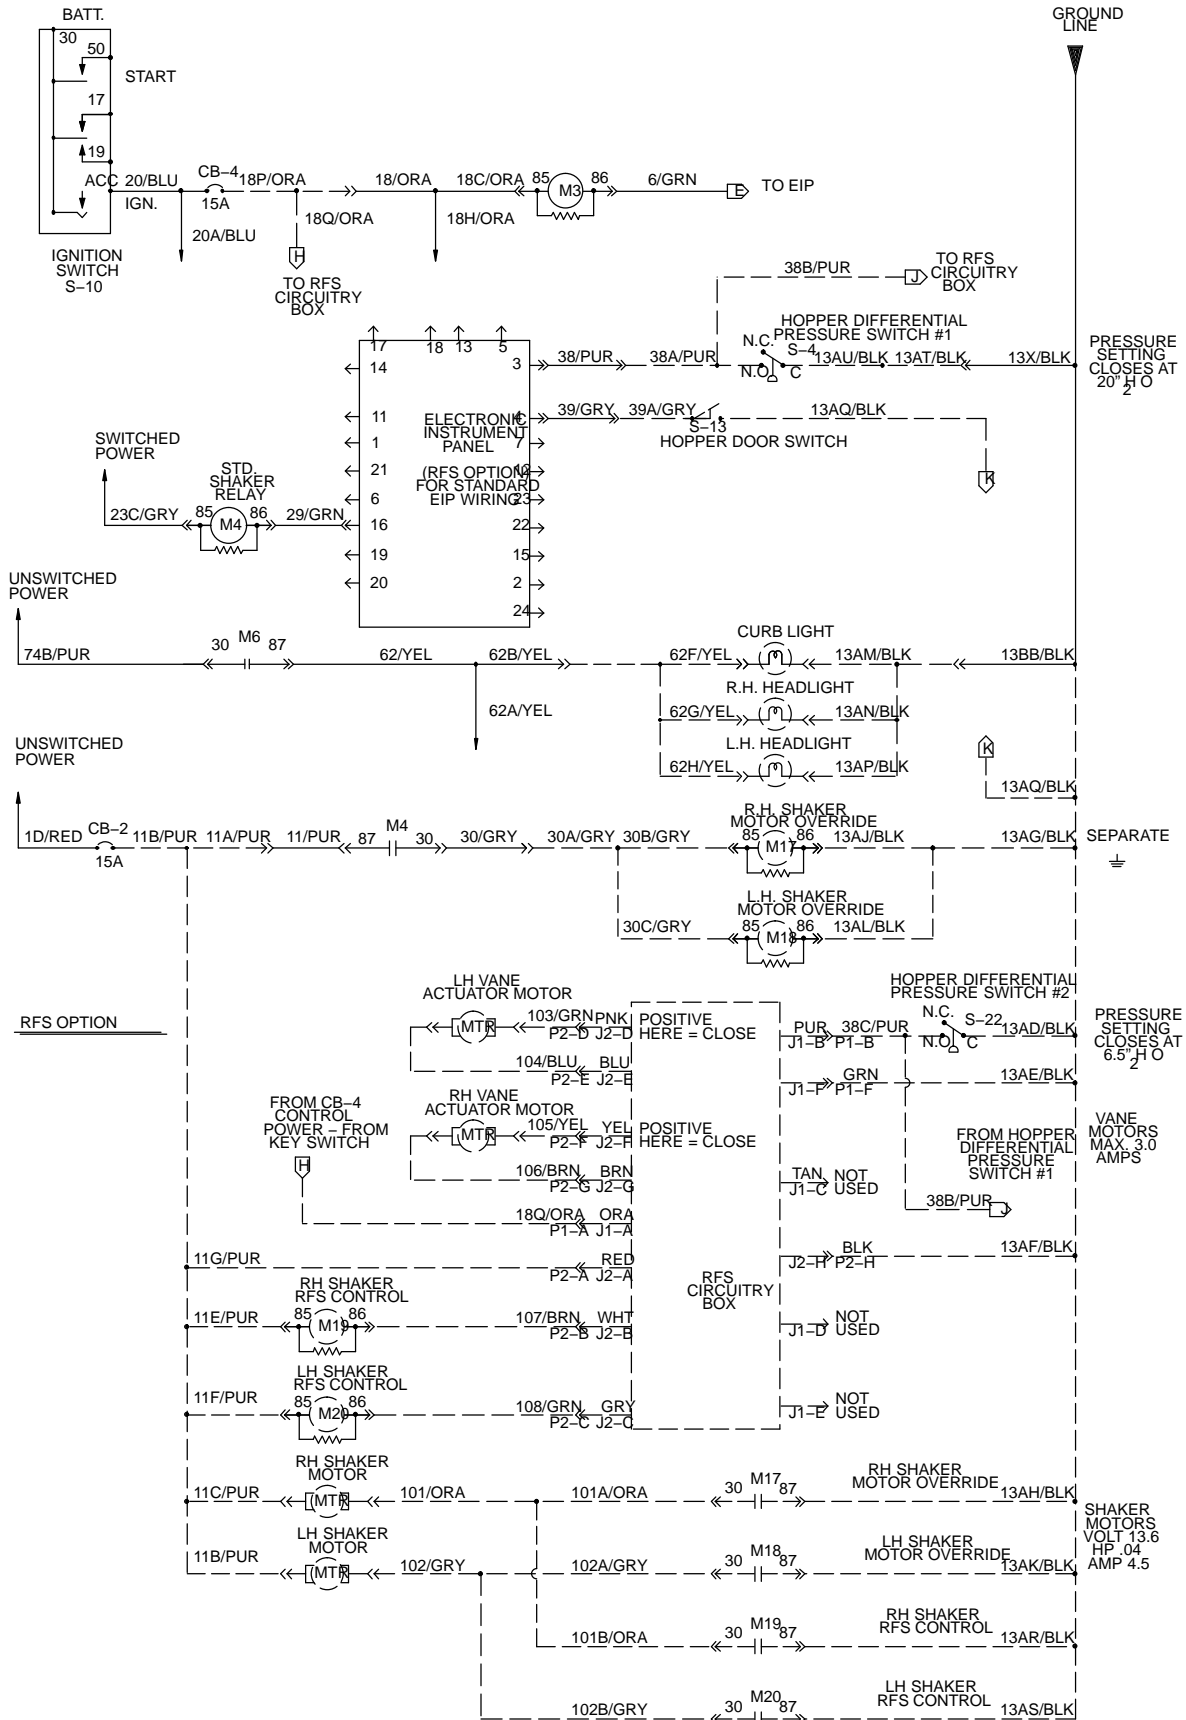 BATT.
30
50
START
17
19
ACC
20/BLU
IGN.
CB–4
15A
18P/ORA
18/ORA
18C/ORA
85
M3
86
6/GRN
E
TO EIP
20A/BLU
18Q/ORA
18H/ORA
H
TO RFS
CIRCUITRY
BOX
IGNITION
SWITCH
S–10
GROUND
LINE
38B/PUR
J
TO RFS
CIRCUITRY
BOX
HOPPER DIFFERENTIAL
PRESSURE SWITCH #1
N.C.
S–4
N.O.
C
17
18
13
5
3
38/PUR
38A/PUR
13AU/BLK
13AT/BLK
13X/BLK
PRESSURE
SETTING
CLOSES AT
20" H O
2
14
11
1
21
6
16
19
20
4
7
12
23
22
15
2
24
ELECTRONIC
INSTRUMENT
PANEL
(RFS OPTION)
FOR STANDARD
EIP WIRING
39/GRY
39A/GRY
S–13
13AQ/BLK
HOPPER DOOR SWITCH
K
SWITCHED
POWER
STD.
SHAKER
RELAY
23C/GRY
85
M4
86
29/GRN
UNSWITCHED
POWER
74B/PUR
30
M6
87
62/YEL
62B/YEL
62A/YEL
CURB LIGHT
62F/YEL
13AM/BLK
13BB/BLK
R.H. HEADLIGHT
62G/YEL
13AN/BLK
L.H. HEADLIGHT
62H/YEL
13AP/BLK
K
13AQ/BLK
UNSWITCHED
POWER
1D/RED
CB–2
15A
11B/PUR
11A/PUR
11/PUR
87
M4
30
30/GRY
30A/GRY
30B/GRY
R.H. SHAKER
MOTOR OVERRIDE
85
M17
86
13AJ/BLK
13AG/BLK
SEPARATE
L.H. SHAKER
MOTOR OVERRIDE
30C/GRY
85
M18
86
13AL/BLK
RFS OPTION
LH VANE
ACTUATOR MOTOR
MTR
103/GRN
PNK
P2–D
J2–D
POSITIVE
HERE = CLOSE
104/BLU
BLU
P2–E
J2–E
RH VANE
ACTUATOR MOTOR
MTR
105/YEL
YEL
P2–F
J2–F
POSITIVE
HERE = CLOSE
106/BRN
BRN
P2–G
J2–G
FROM CB–4
CONTROL
POWER – FROM
KEY SWITCH
H
18Q/ORA
ORA
P1–A
J1–A
11G/PUR
RED
P2–A
J2–A
RFS
CIRCUITRY
BOX
HOPPER DIFFERENTIAL
PRESSURE SWITCH #2
N.C.
S–22
N.O.
C
PUR
38C/PUR
J1–B
P1–B
13AD/BLK
PRESSURE
SETTING
CLOSES AT
6.5" H O
2
GRN
J1–F
P1–F
13AE/BLK
VANE
MOTORS
MAX. 3.0
AMPS
FROM HOPPER
DIFFERENTIAL
PRESSURE
SWITCH #1
TAN
J1–C
NOT
USED
38B/PUR
J
J2–H
BLK
P2–H
13AF/BLK
J1–D
NOT
USED
J1–E
NOT
USED
RH SHAKER
RFS CONTROL
11E/PUR
85
M19
86
107/BRN
WHT
P2–B
J2–B
LH SHAKER
RFS CONTROL
11F/PUR
85
M20
86
108/GRN
GRY
P2–C
J2–C
RH SHAKER
MOTOR
11C/PUR
MTR
101/ORA
101A/ORA
30
M17
87
RH SHAKER
MOTOR OVERRIDE
13AH/BLK
SHAKER
MOTORS
VOLT 13.6
HP .04
AMP 4.5
LH SHAKER
MOTOR
11B/PUR
MTR
102/GRY
102A/GRY
30
M18
87
LH SHAKER
MOTOR OVERRIDE
13AK/BLK
101B/ORA
30
M19
87
RH SHAKER
RFS CONTROL
13AR/BLK
102B/GRY
30
M20
87
LH SHAKER
RFS CONTROL
13AS/BLK